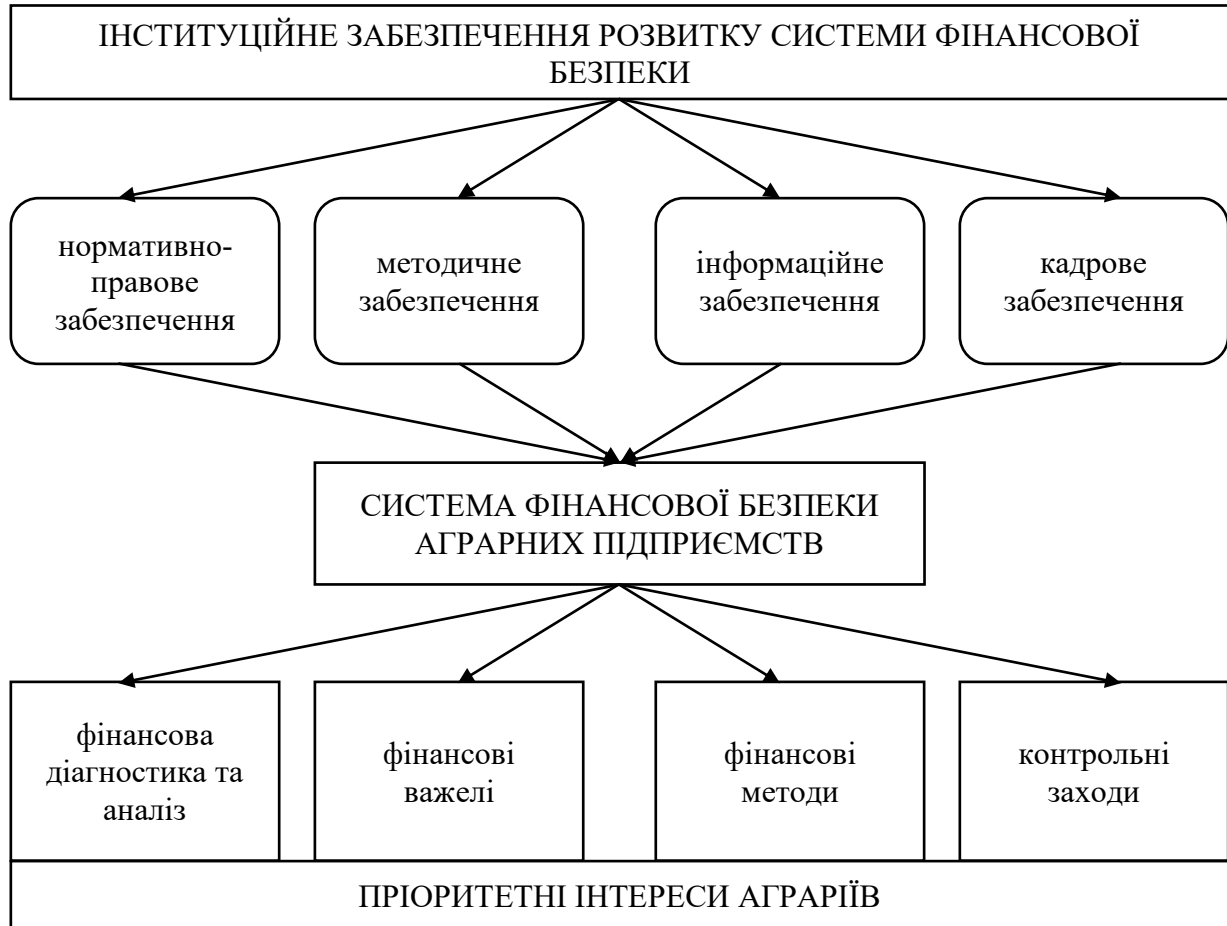 ІНСТИТУЦІЙНЕ ЗАБЕЗПЕЧЕННЯ РОЗВИТКУ СИСТЕМИ ФІНАНСОВОЇ
БЕЗПЕКИ
нормативно-
правове
забезпечення
методичне
забезпечення
інформаційне
забезпечення
кадрове
забезпечення
СИСТЕМА ФІНАНСОВОЇ БЕЗПЕКИ
АГРАРНИХ ПІДПРИЄМСТВ
фінансова
діагностика та
аналіз
фінансові
важелі
фінансові
методи
контрольні
заходи
ПРІОРИТЕТНІ ІНТЕРЕСИ АГРАРІЇВ